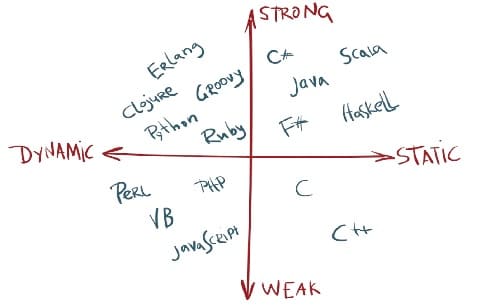 STRONG
Erlang
C#
Scala
Clojure
Groovy
Java
Python
Ruby
F#
Haskell
DYNAMIC
STATIC
PERL
PHP
C
VB
JavaScript
C++
WEAK